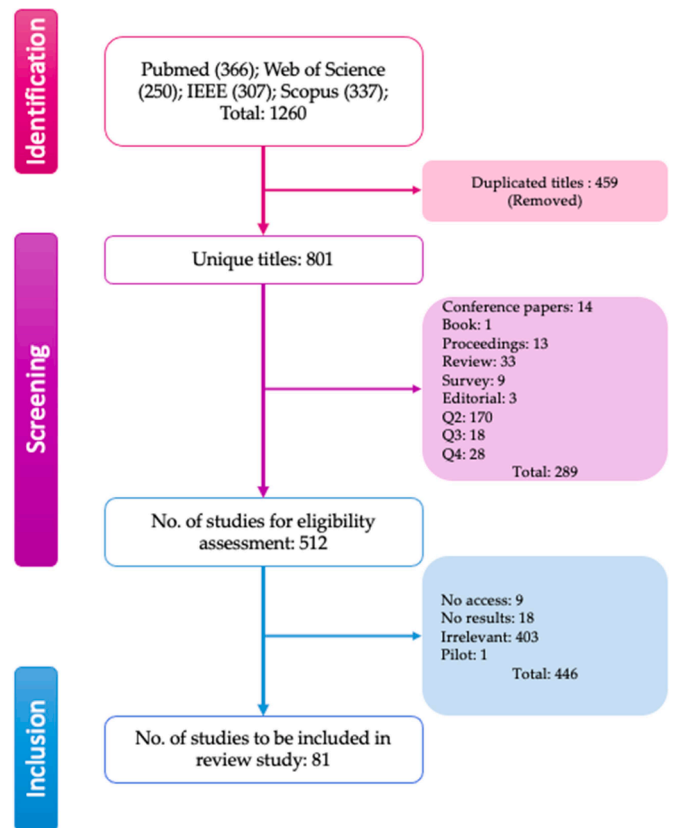 Identification
Pubmed (366); Web of Science
(250); IEEE (307); Scopus (337);
Total: 1260
Duplicated titles : 459
(Removed)
Screening
Unique titles: 801
Conference papers: 14
Book: 1
Proceedings: 13
Review: 33
Survey: 9
Editorial: 3
Q2: 170
Q3: 18
Q4: 28
Total: 289
No. of studies for eligibility
assessment: 512
No access: 9
No results: 18
Irrelevant: 403
Pilot: 1
Total: 446
Inclusion
No. of studies to be included in
review study: 81